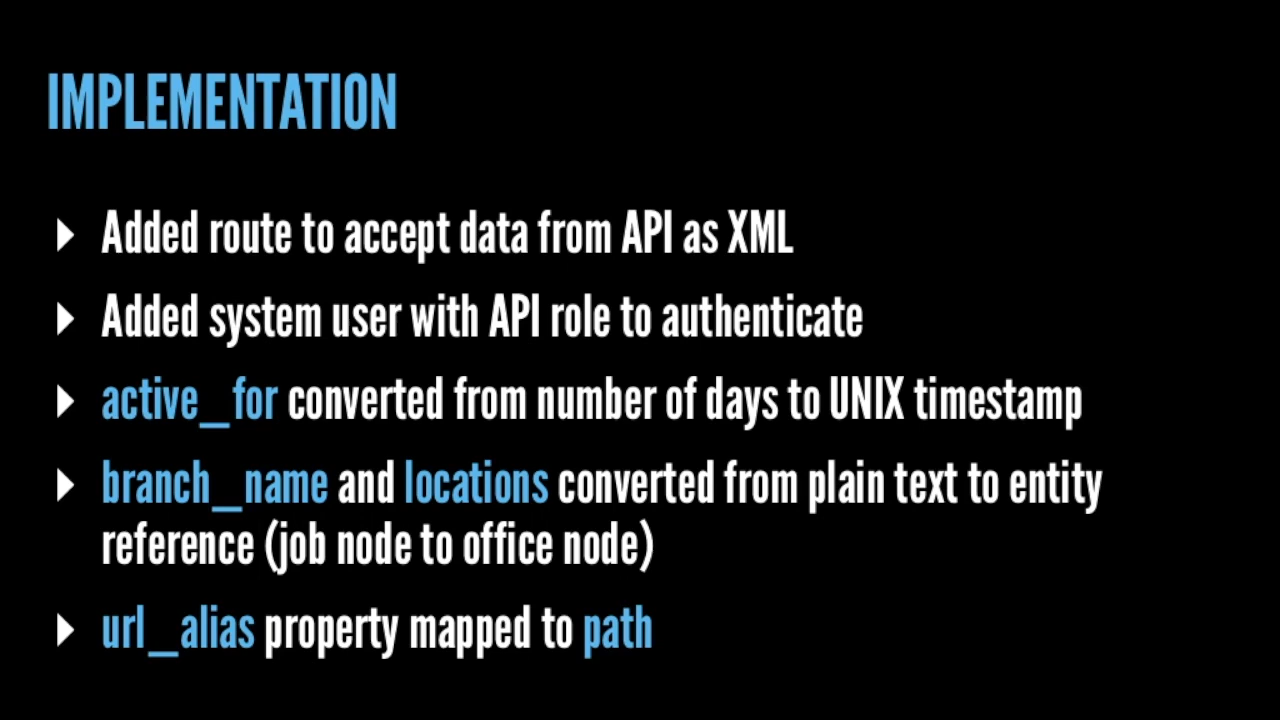 IMPLEMENTATION
Added route to accept data from API as XML
Added system user with API role to authenticate
active_for converted from number of days to UNIX timestamp
branch_name and locations converted from plain text to entity
reference (job node to office node)
url_alias property mapped to path